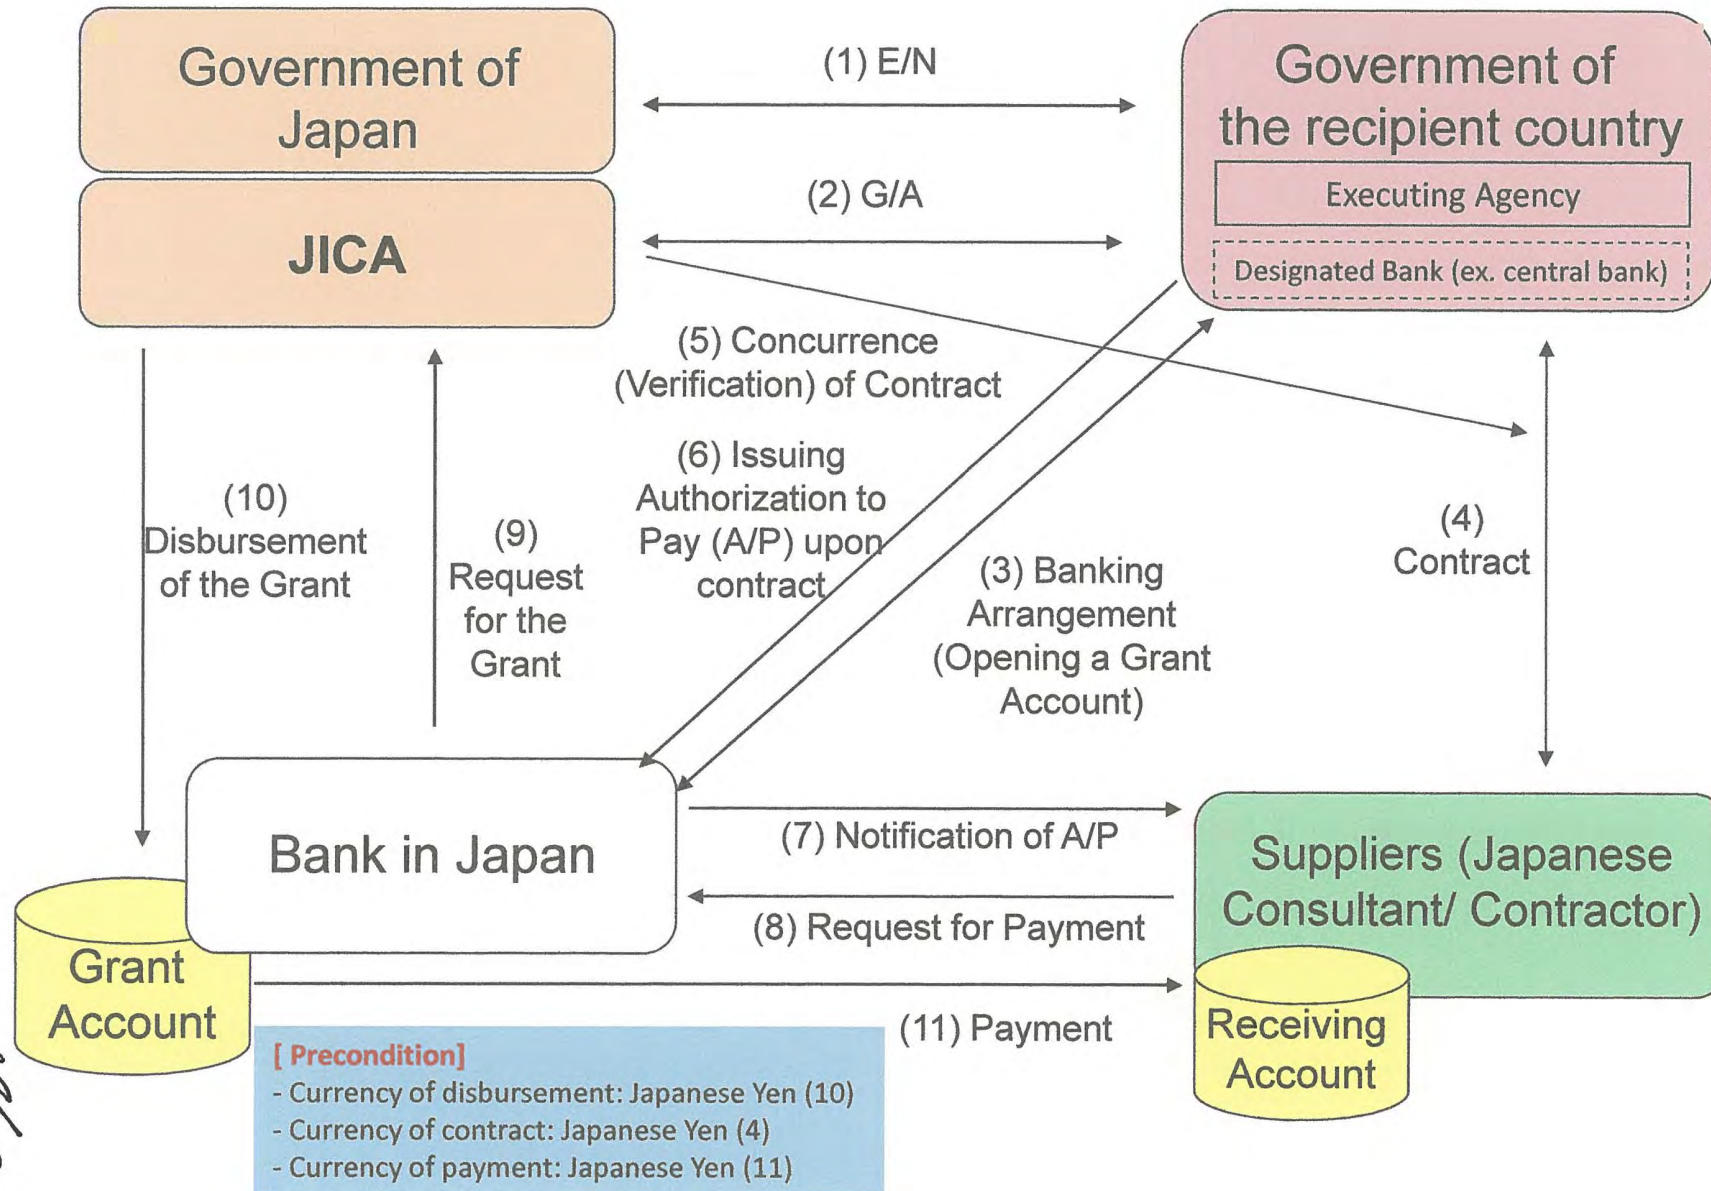 Government of
Japan
JICA
(1) E/N
(2) G/A
Government of
the recipient country
Executing Agency
Designated Bank (ex. central bank)
(5) Concurrence
(Verification) of Contract
(6) Issuing
Authorization to
Pay (A/P) upon
contract
(10)
Disbursement
of the Grant
(9)
Request
for the
Grant
(3) Banking
Arrangement
(Opening a Grant
Account)
(4)
Contract
Bank in Japan
(7) Notification of A/P
(8) Request for Payment
Suppliers (Japanese
Consultant/ Contractor)
Grant
Account
(11) Payment
Receiving
Account
[ Precondition]
- Currency of disbursement: Japanese Yen (10)
- Currency of contract: Japanese Yen (4)
- Currency of payment: Japanese Yen (11)